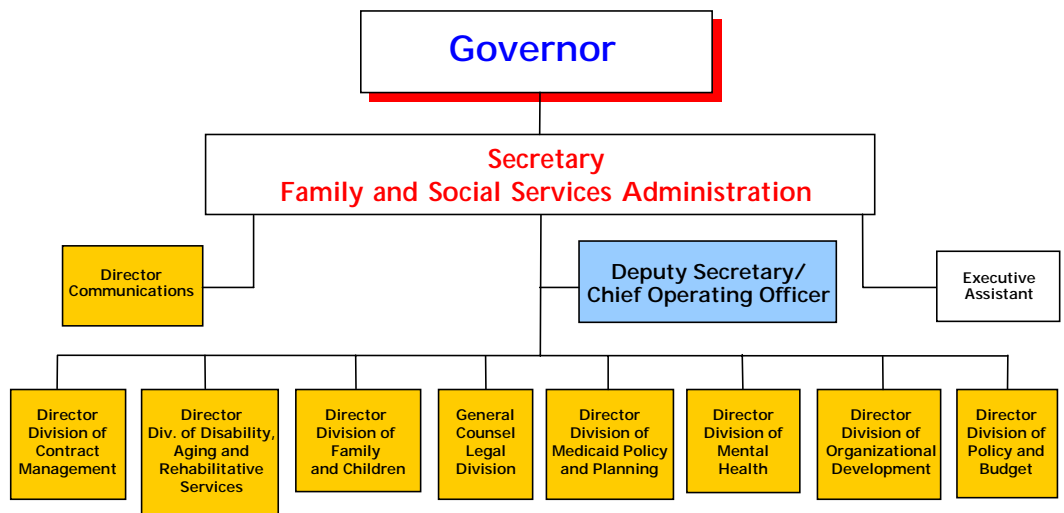 Governor
Secretary
Family and Social Services Administration
Director
Communications
Deputy Secretary/
Chief Operating Officer
Executive
Assistant
Director
Division of
Contract
Management
Director
Div. of Disability,
Aging and
Rehabilitative
Services
Director
Division of
Family
and Children
General
Counsel
Legal
Division
Director
Division of
Medicaid Policy
and Planning
Director
Division of
Mental
Health
Director
Division of
Organizational
Development
Director
Division of
Policy and
Budget